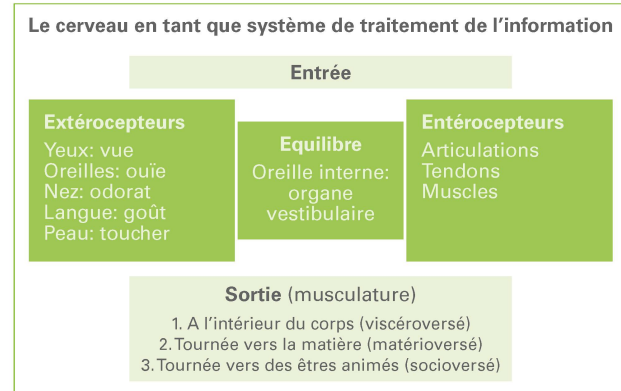 Le cerveau en tant que système de traitement de l'information
Entrée
Extérocepteurs
Yeux: vue
Oreilles: ouïe
Nez: odorat
Langue: goût
Peau: toucher
Equilibre
Oreille interne:
organe
vestibulaire
Entérocepteurs
Articulations
Tendons
Muscles
Sortie (musculature)
1. A l'intérieur du corps (viscéroversé)
2. Tournée vers la matière (matérioversé)
3. Tournée vers des êtres animés (socioversé)